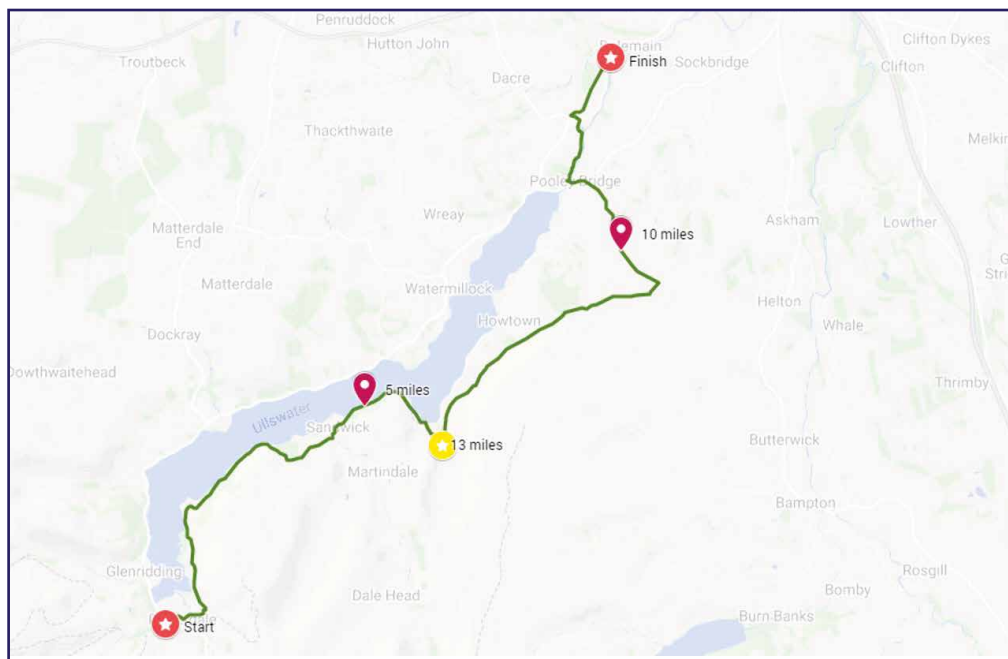 Penruddock
Hutton John
Troutbeck
Clifton Dykes
Finish
Sockbridge
Clifton
Dacre
Thackthwaite
Melkin
Pooley Bridge
Wreay
Askham
Lowther
Matterdale
End
10 miles
Matterdale
Watermillock
Helton
Howtown
Whale
Dockray
Dowthwaitehead
Thrimby
5 miles
Ullswater
Sandwick
13 miles
Butterwick
Martindale
Bampton
Glenridding
Rosgill
Dale Head
Bomby
Burn Banks
Start